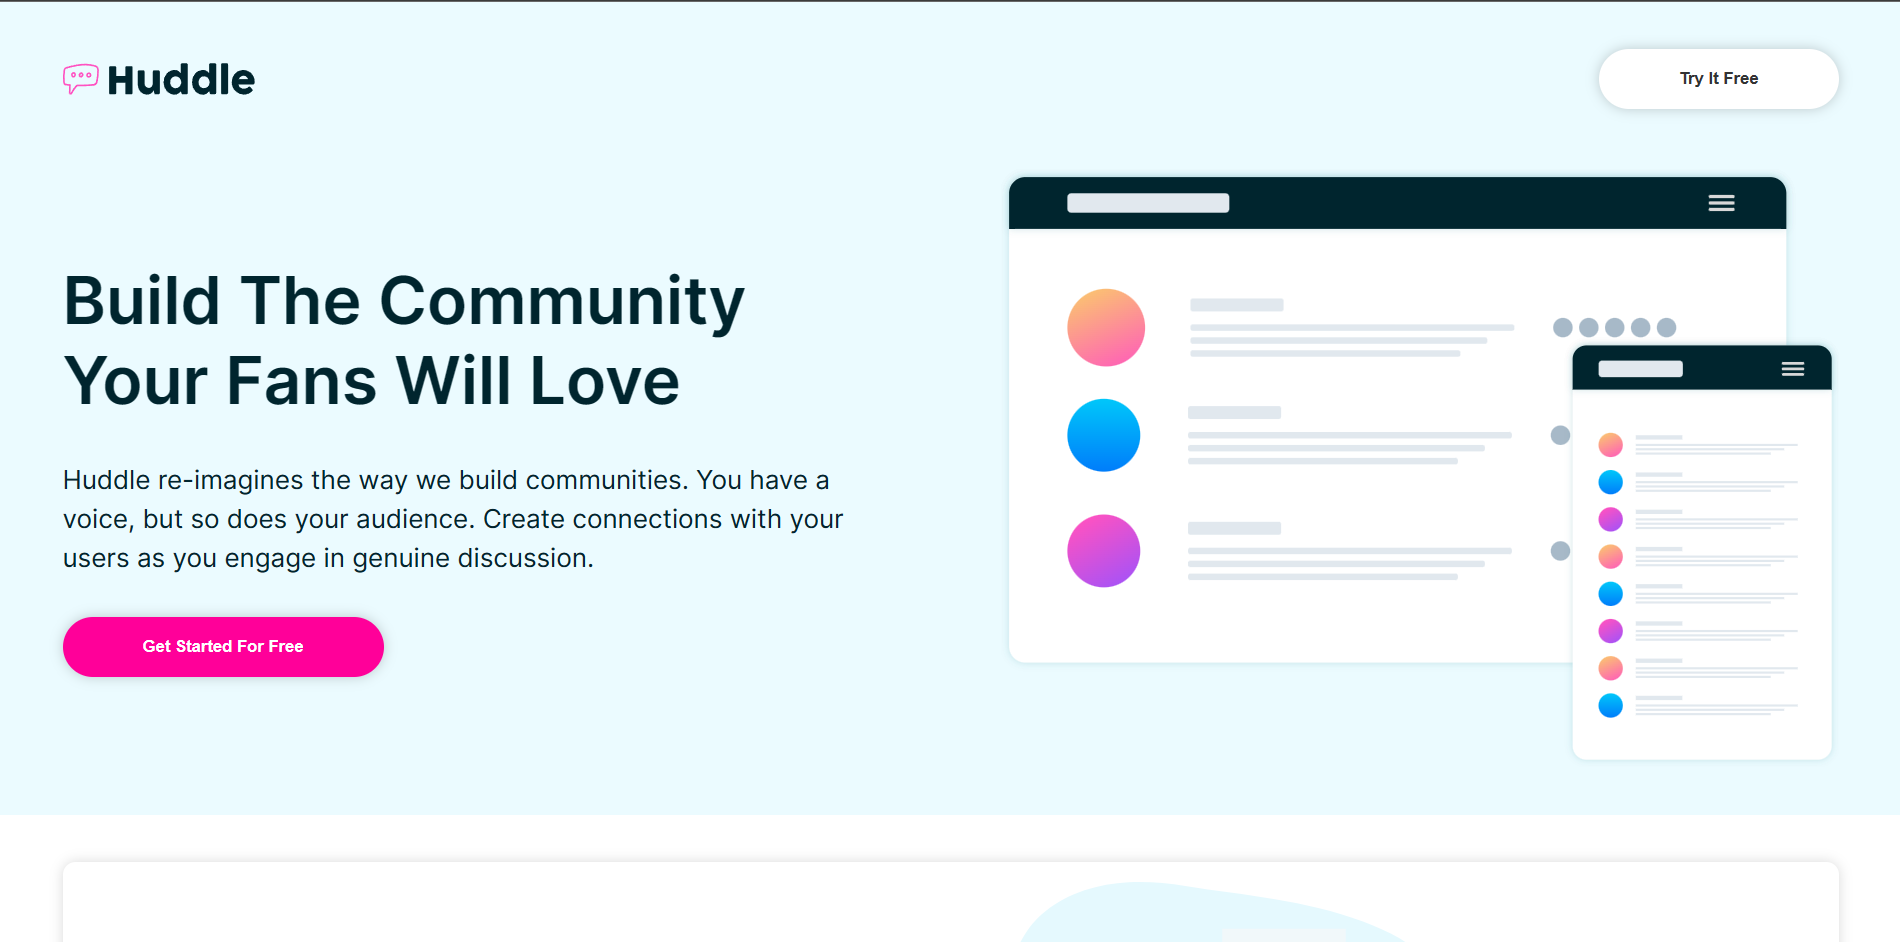 Huddle
Try It Free
Build The Community
Your Fans Will Love
Huddle re-imagines the way we build communities. You have a
voice, but so does your audience. Create connections with your
users as you engage in genuine discussion.
Get Started For Free